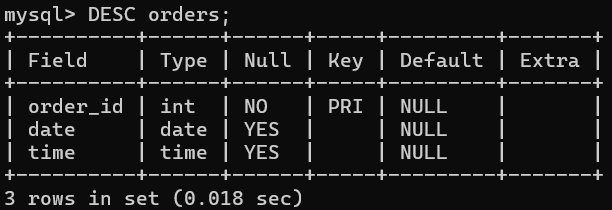 mysql> DESC orders;
+----------+------+------+-----+---------+-------+
| Field    | Type | Null | Key | Default | Extra |
+----------+------+------+-----+---------+-------+
| order_id | int  | NO   | PRI | NULL    |       |
| date     | date | YES  |     | NULL    |       |
| time     | time | YES  |     | NULL    |       |
+----------+------+------+-----+---------+-------+
3 rows in set (0.018 sec)